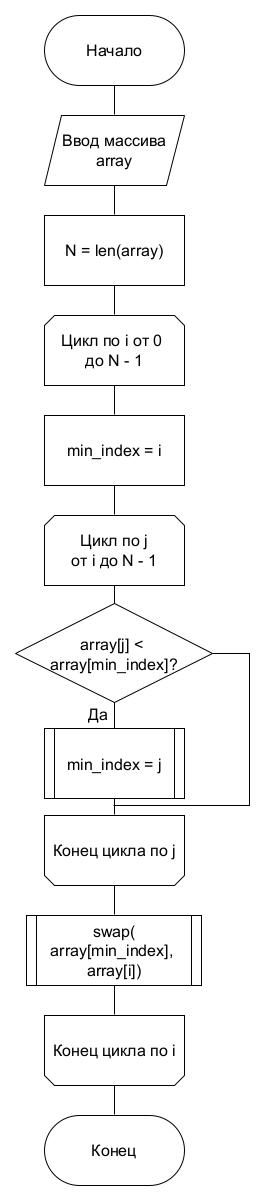 Начало
Ввод массива
array
N = len(array)
Цикл по i от 0
до N - 1
min_index = i
Цикл по j
от i до N - 1
array[j] <
array[min_index]?
Да
min_index = j
Конец цикла по j
swap(
array[min_index],
array[i])
Конец цикла по i
Конец